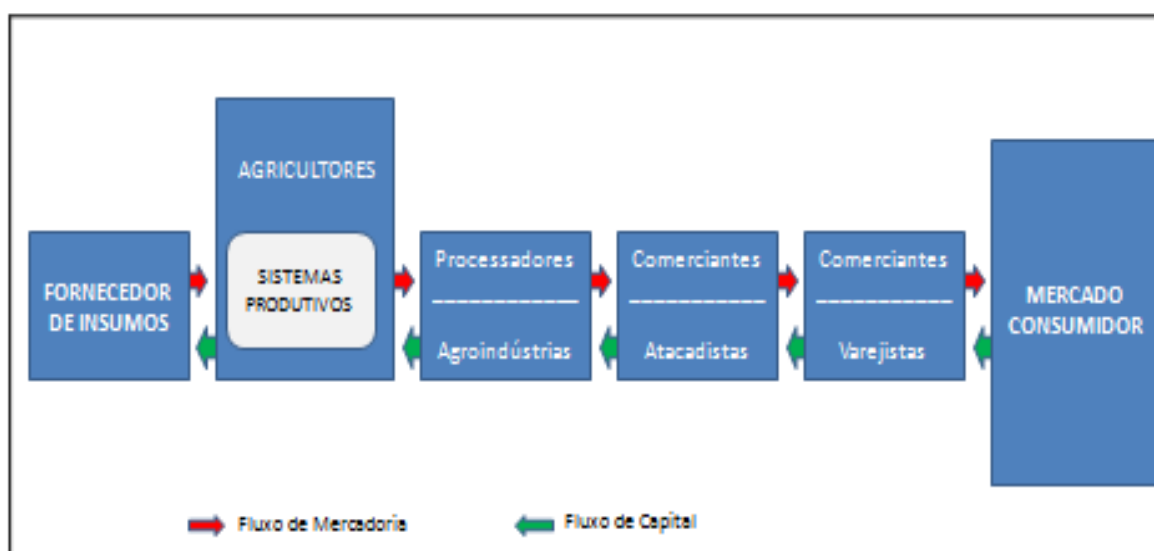 FORNECEDOR
DE INSUMOS
AGRICULTORES
SISTEMAS
PRODUTIVOS
Processadores
Agroindústrias
Comerciantes
Atacadistas
Comerciantes
Varejistas
MERCADO
CONSUMIDOR
Fluxo de Mercadoria
Fluxo de Capital